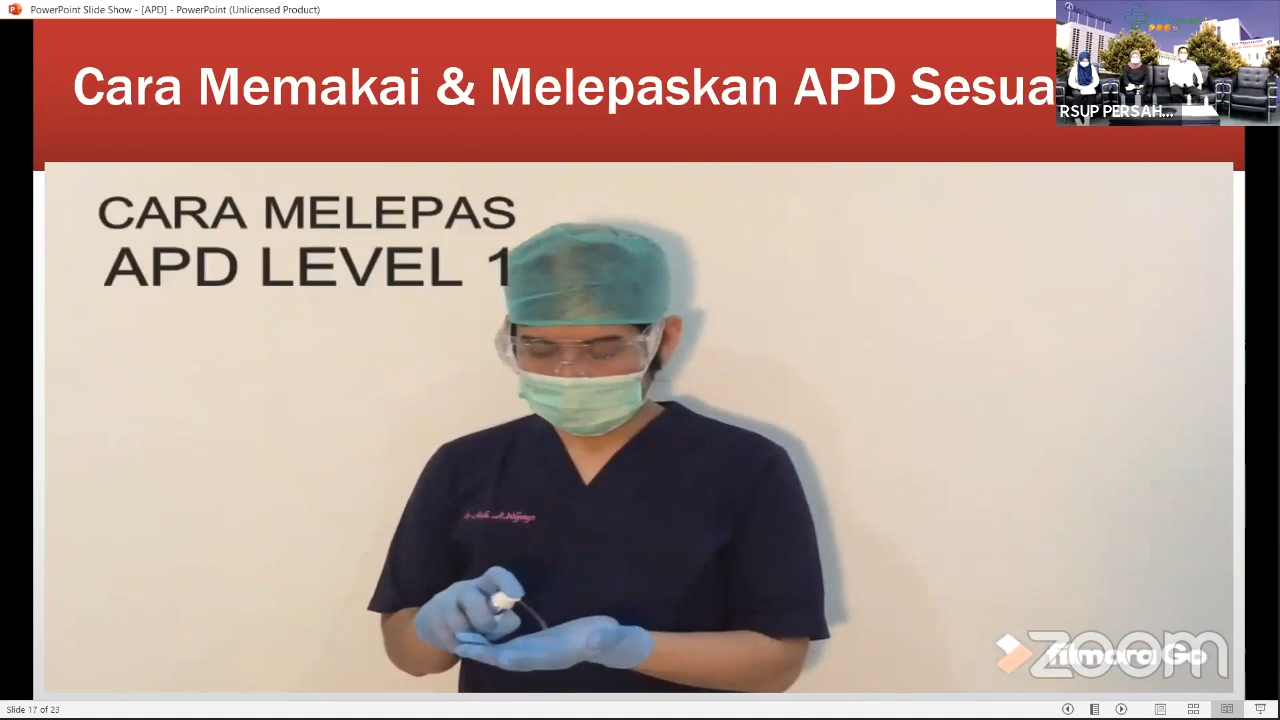 PowerPoint Slide Show - [APD] - PowerPoint (Unlicensed Product)
Cara Memakai & Melepaskan APD Sesua
RSUP PERSAH...
CARA MELEPAS
APD LEVEL 1
zoom
filmora Go
Slide 17 of 23